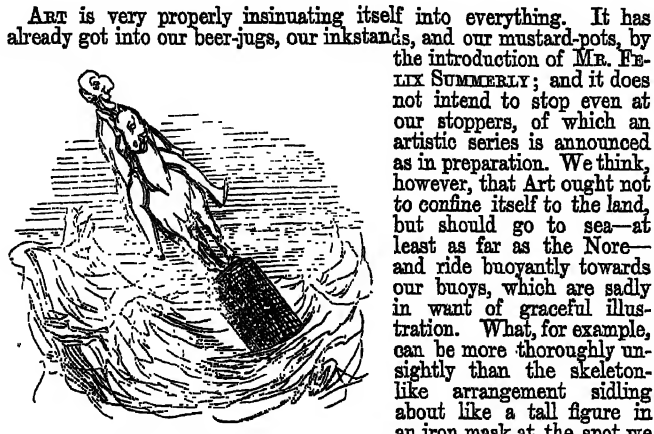 ART is very properly insinuating itself into everything. It has
already got into our beer-jugs, our inkstands, and our mustard-pots, by
the introduction of MR. FE-
LIX SUMMERLY; and it does
not intend to stop even at
our stoppers, of which an
artistic series is announced
as in preparation. We think,
however, that Art ought not
to confine itself to the land,
but should go to sea—at
least as far as the Nore—
and ride buoyantly towards
our buoys, which are sadly
in want of graceful illus-
tration. What, for example,
can be more thoroughly un-
sightly than the skeleton-
like arrangement sidling
about like a tall figure in
an iron mask at the spot we